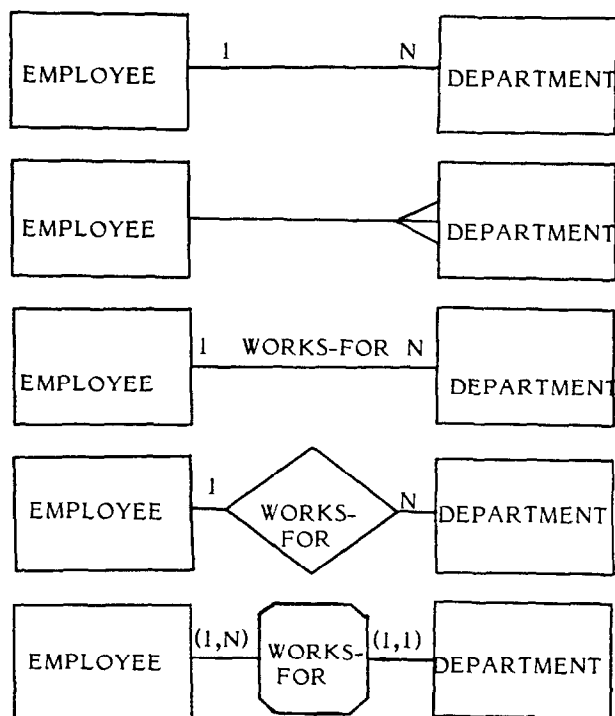 1 N
EMPLOYEE DEPARTMENT
EMPLOYEE DEPARTMENT
1 WORKS-FOR N
EMPLOYEE DEPARTMENT
1 N
EMPLOYEE WORKS- DEPARTMENT
FOR
(1,N) (1,1)
EMPLOYEE WORKS- DEPARTMENT
FOR